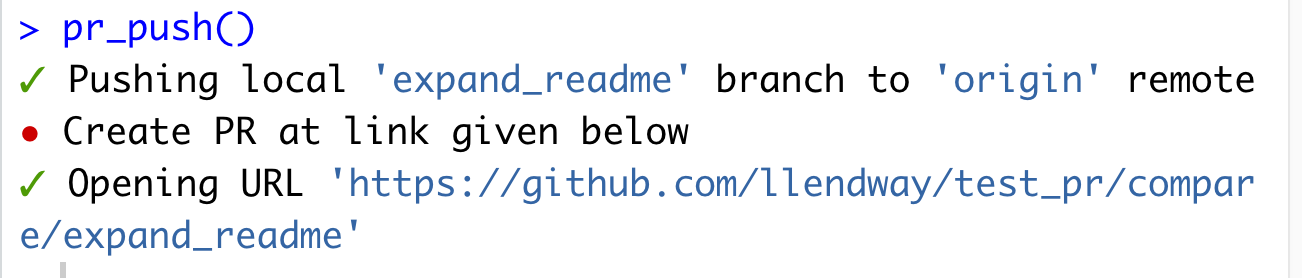 > pr_push()
✓ Pushing local 'expand_readme' branch to 'origin' remote
● Create PR at link given below
✓ Opening URL 'https://github.com/llendway/test_pr/compar
e/expand_readme'